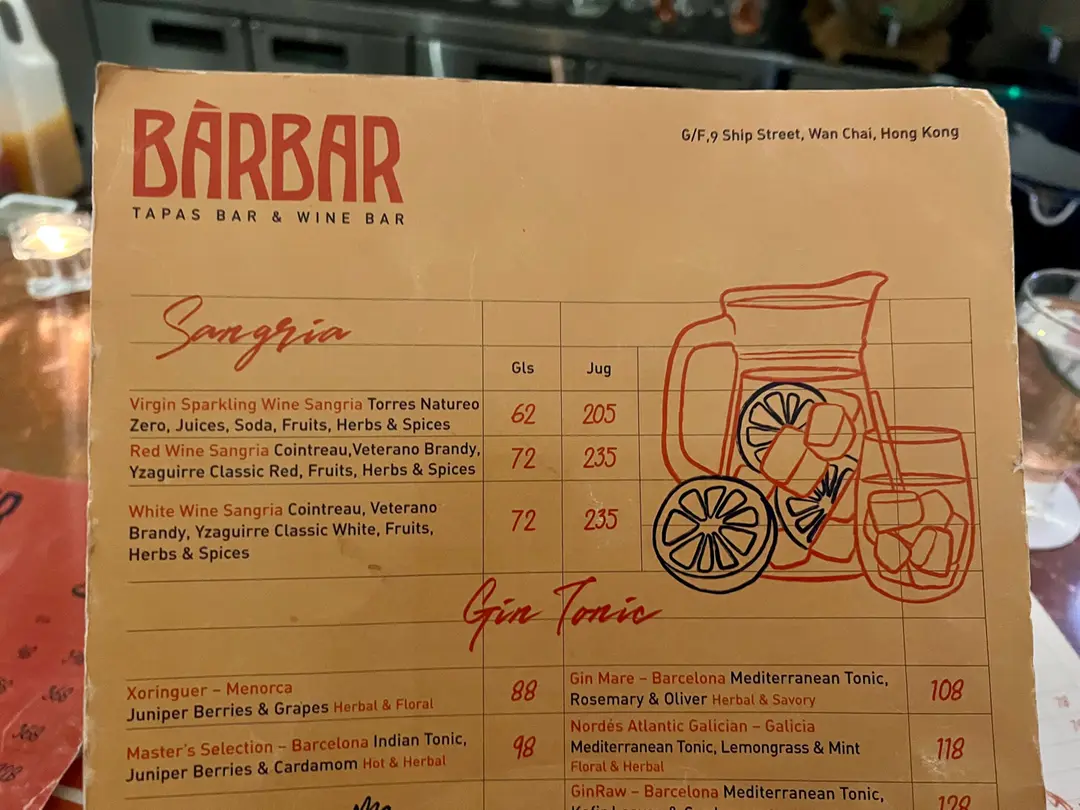 BÀRBAR
TAPAS BAR & WINE BAR
G/F,9 Ship Street, Wan Chai, Hong Kong
Sangria
Gls Jug
Virgin Sparkling Wine Sangria Torres Natureo
Zero, Juices, Soda, Fruits, Herbs & Spices
62 205
Red Wine Sangria Cointreau,Veterano Brandy,
Yzaguirre Classic Red, Fruits, Herbs & Spices
72 235
White Wine Sangria Cointreau, Veterano
Brandy, Yzaguirre Classic White, Fruits,
Herbs & Spices
72 235
Gin Tonic
Xoringuer – Menorca
Juniper Berries & Grapes Herbal & Floral
88
Gin Mare – Barcelona Mediterranean Tonic,
Rosemary & Oliver Herbal & Savory
108
Master's Selection – Barcelona Indian Tonic,
Juniper Berries & Cardamom Hot & Herbal
98
Nordés Atlantic Galician – Galicia
Mediterranean Tonic, Lemongrass & Mint
Floral & Herbal
118
GinRaw – Barcelona Mediterranean Tonic,
128